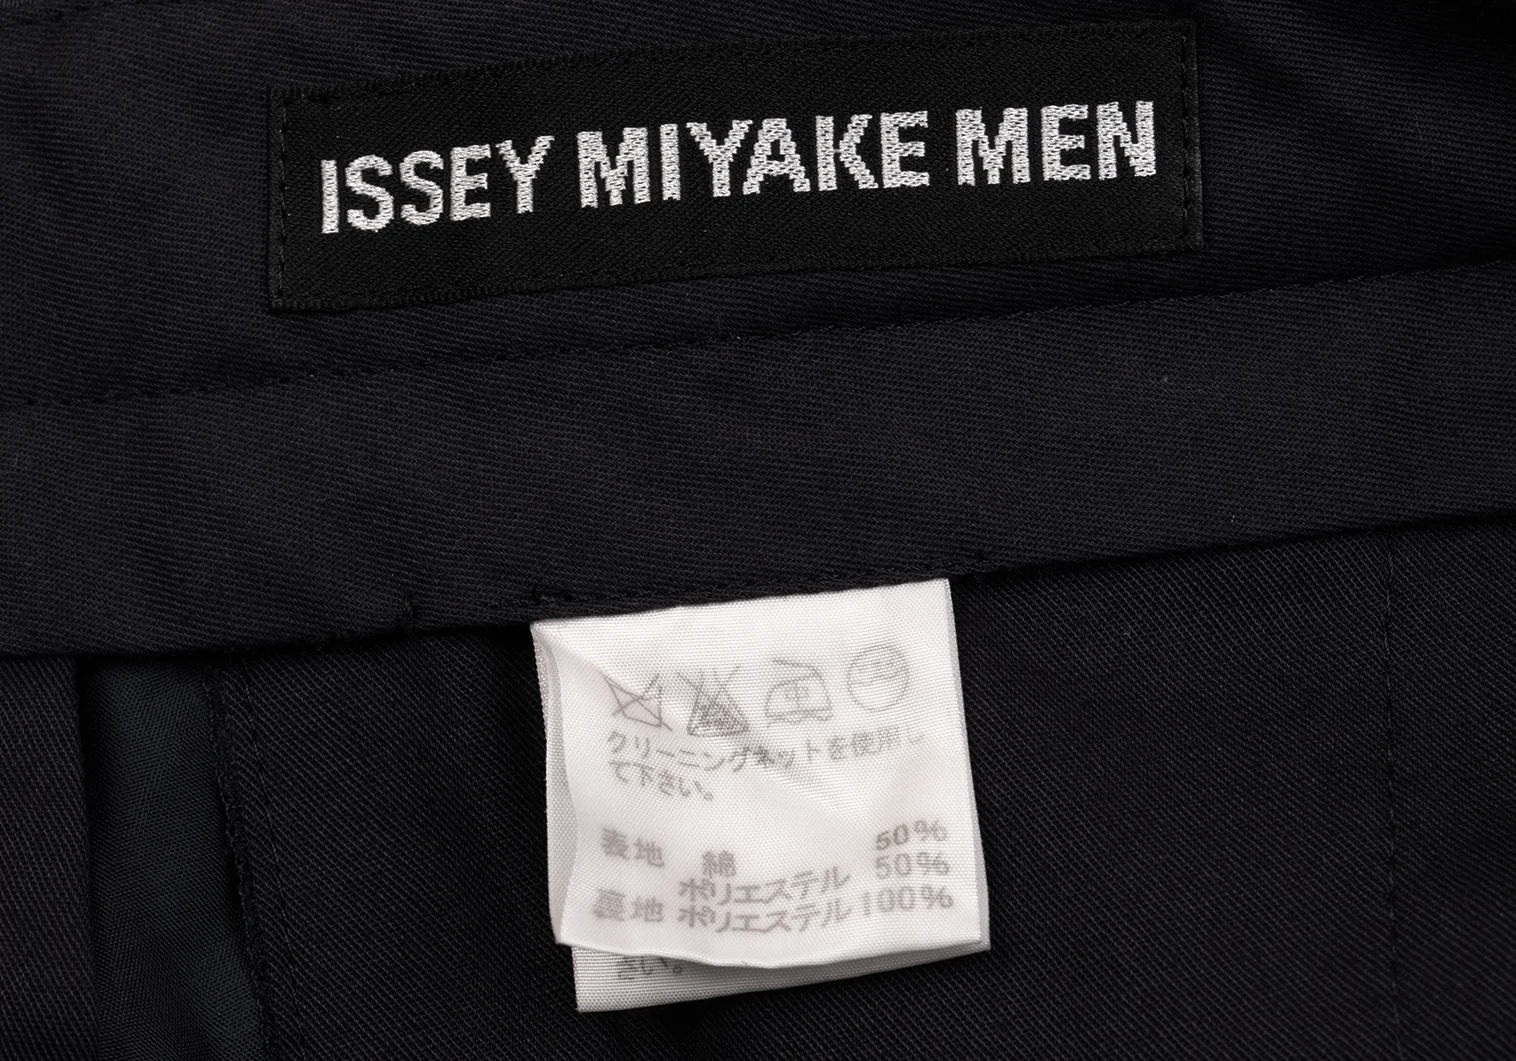 ISSEY MIYAKE MEN
クリーニングネットを使用し
て下さい。
表地 綿 50%
ポリエステル 50%
裏地 ポリエステル 100%
さい。